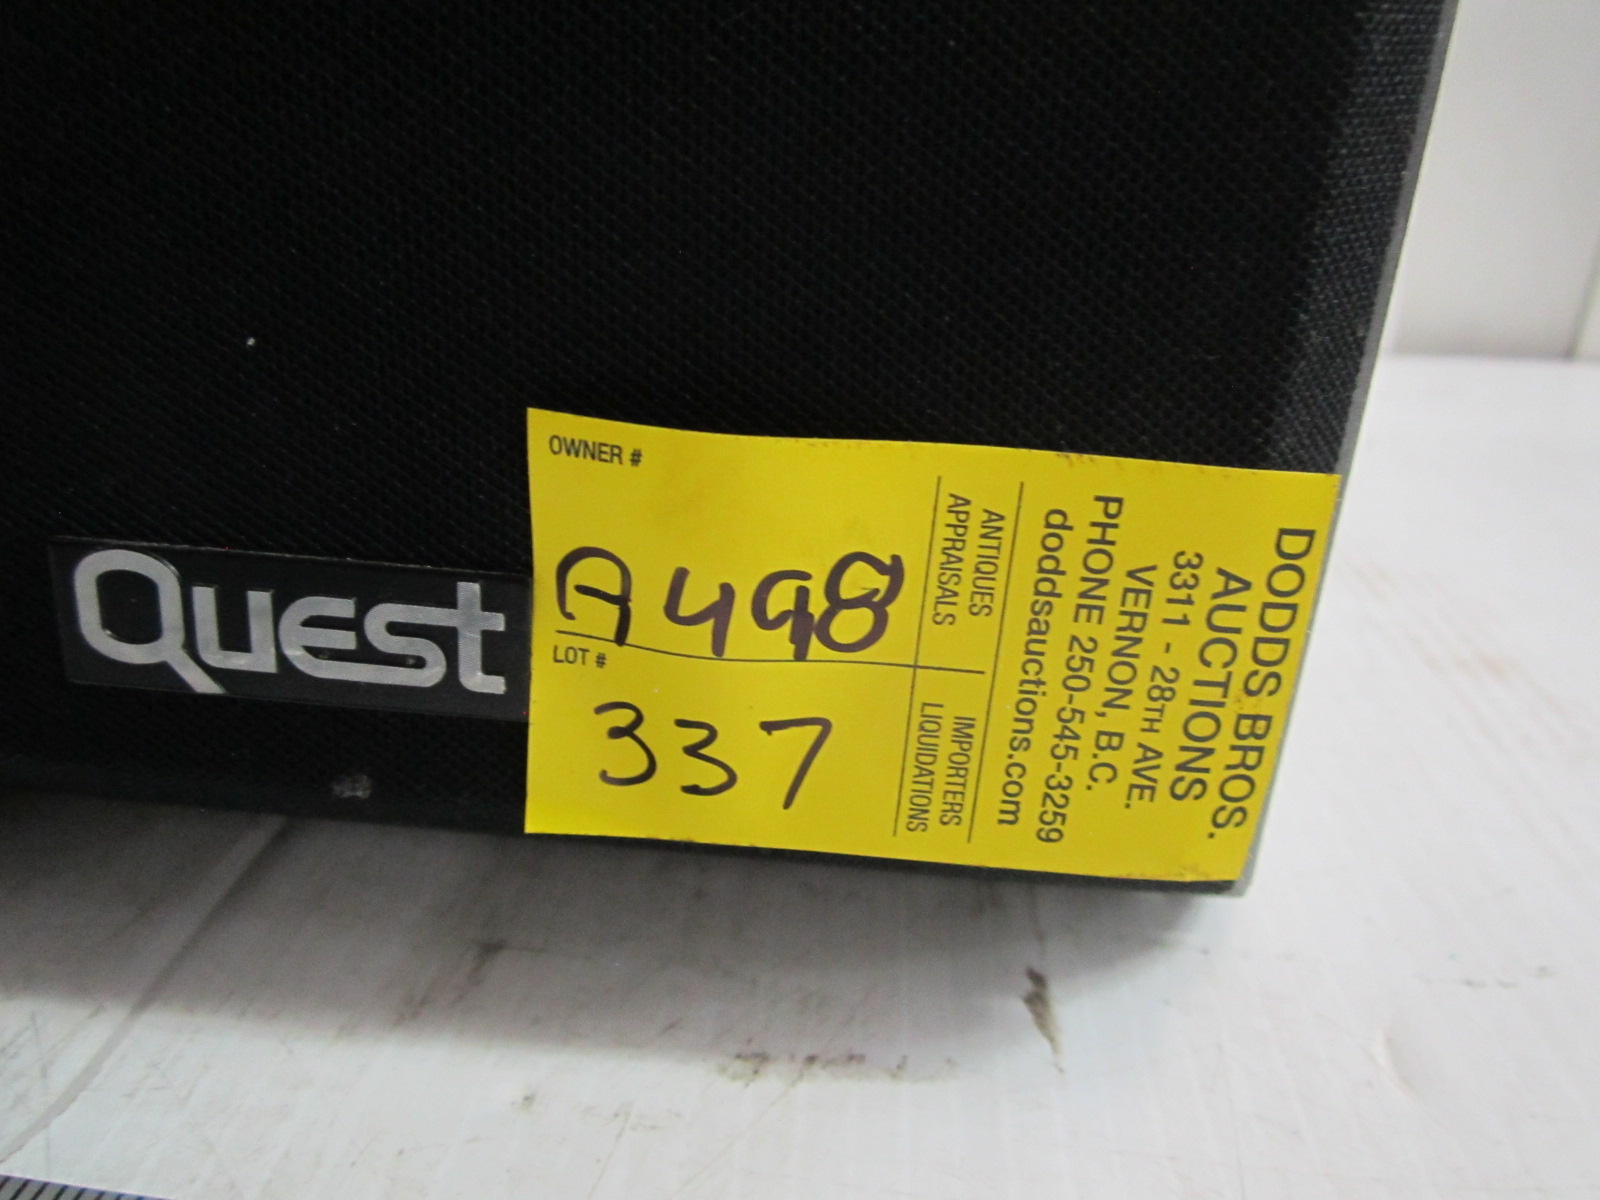 Quest
OWNER #
A498
LOT #
337
ANTIQUES
APPRAISALS
IMPORTERS
LIQUIDATIONS
DODDS BROS.
AUCTIONS
3311 - 28TH AVE.
VERNON, B.C.
PHONE 250-545-3259
doddsauctions.com